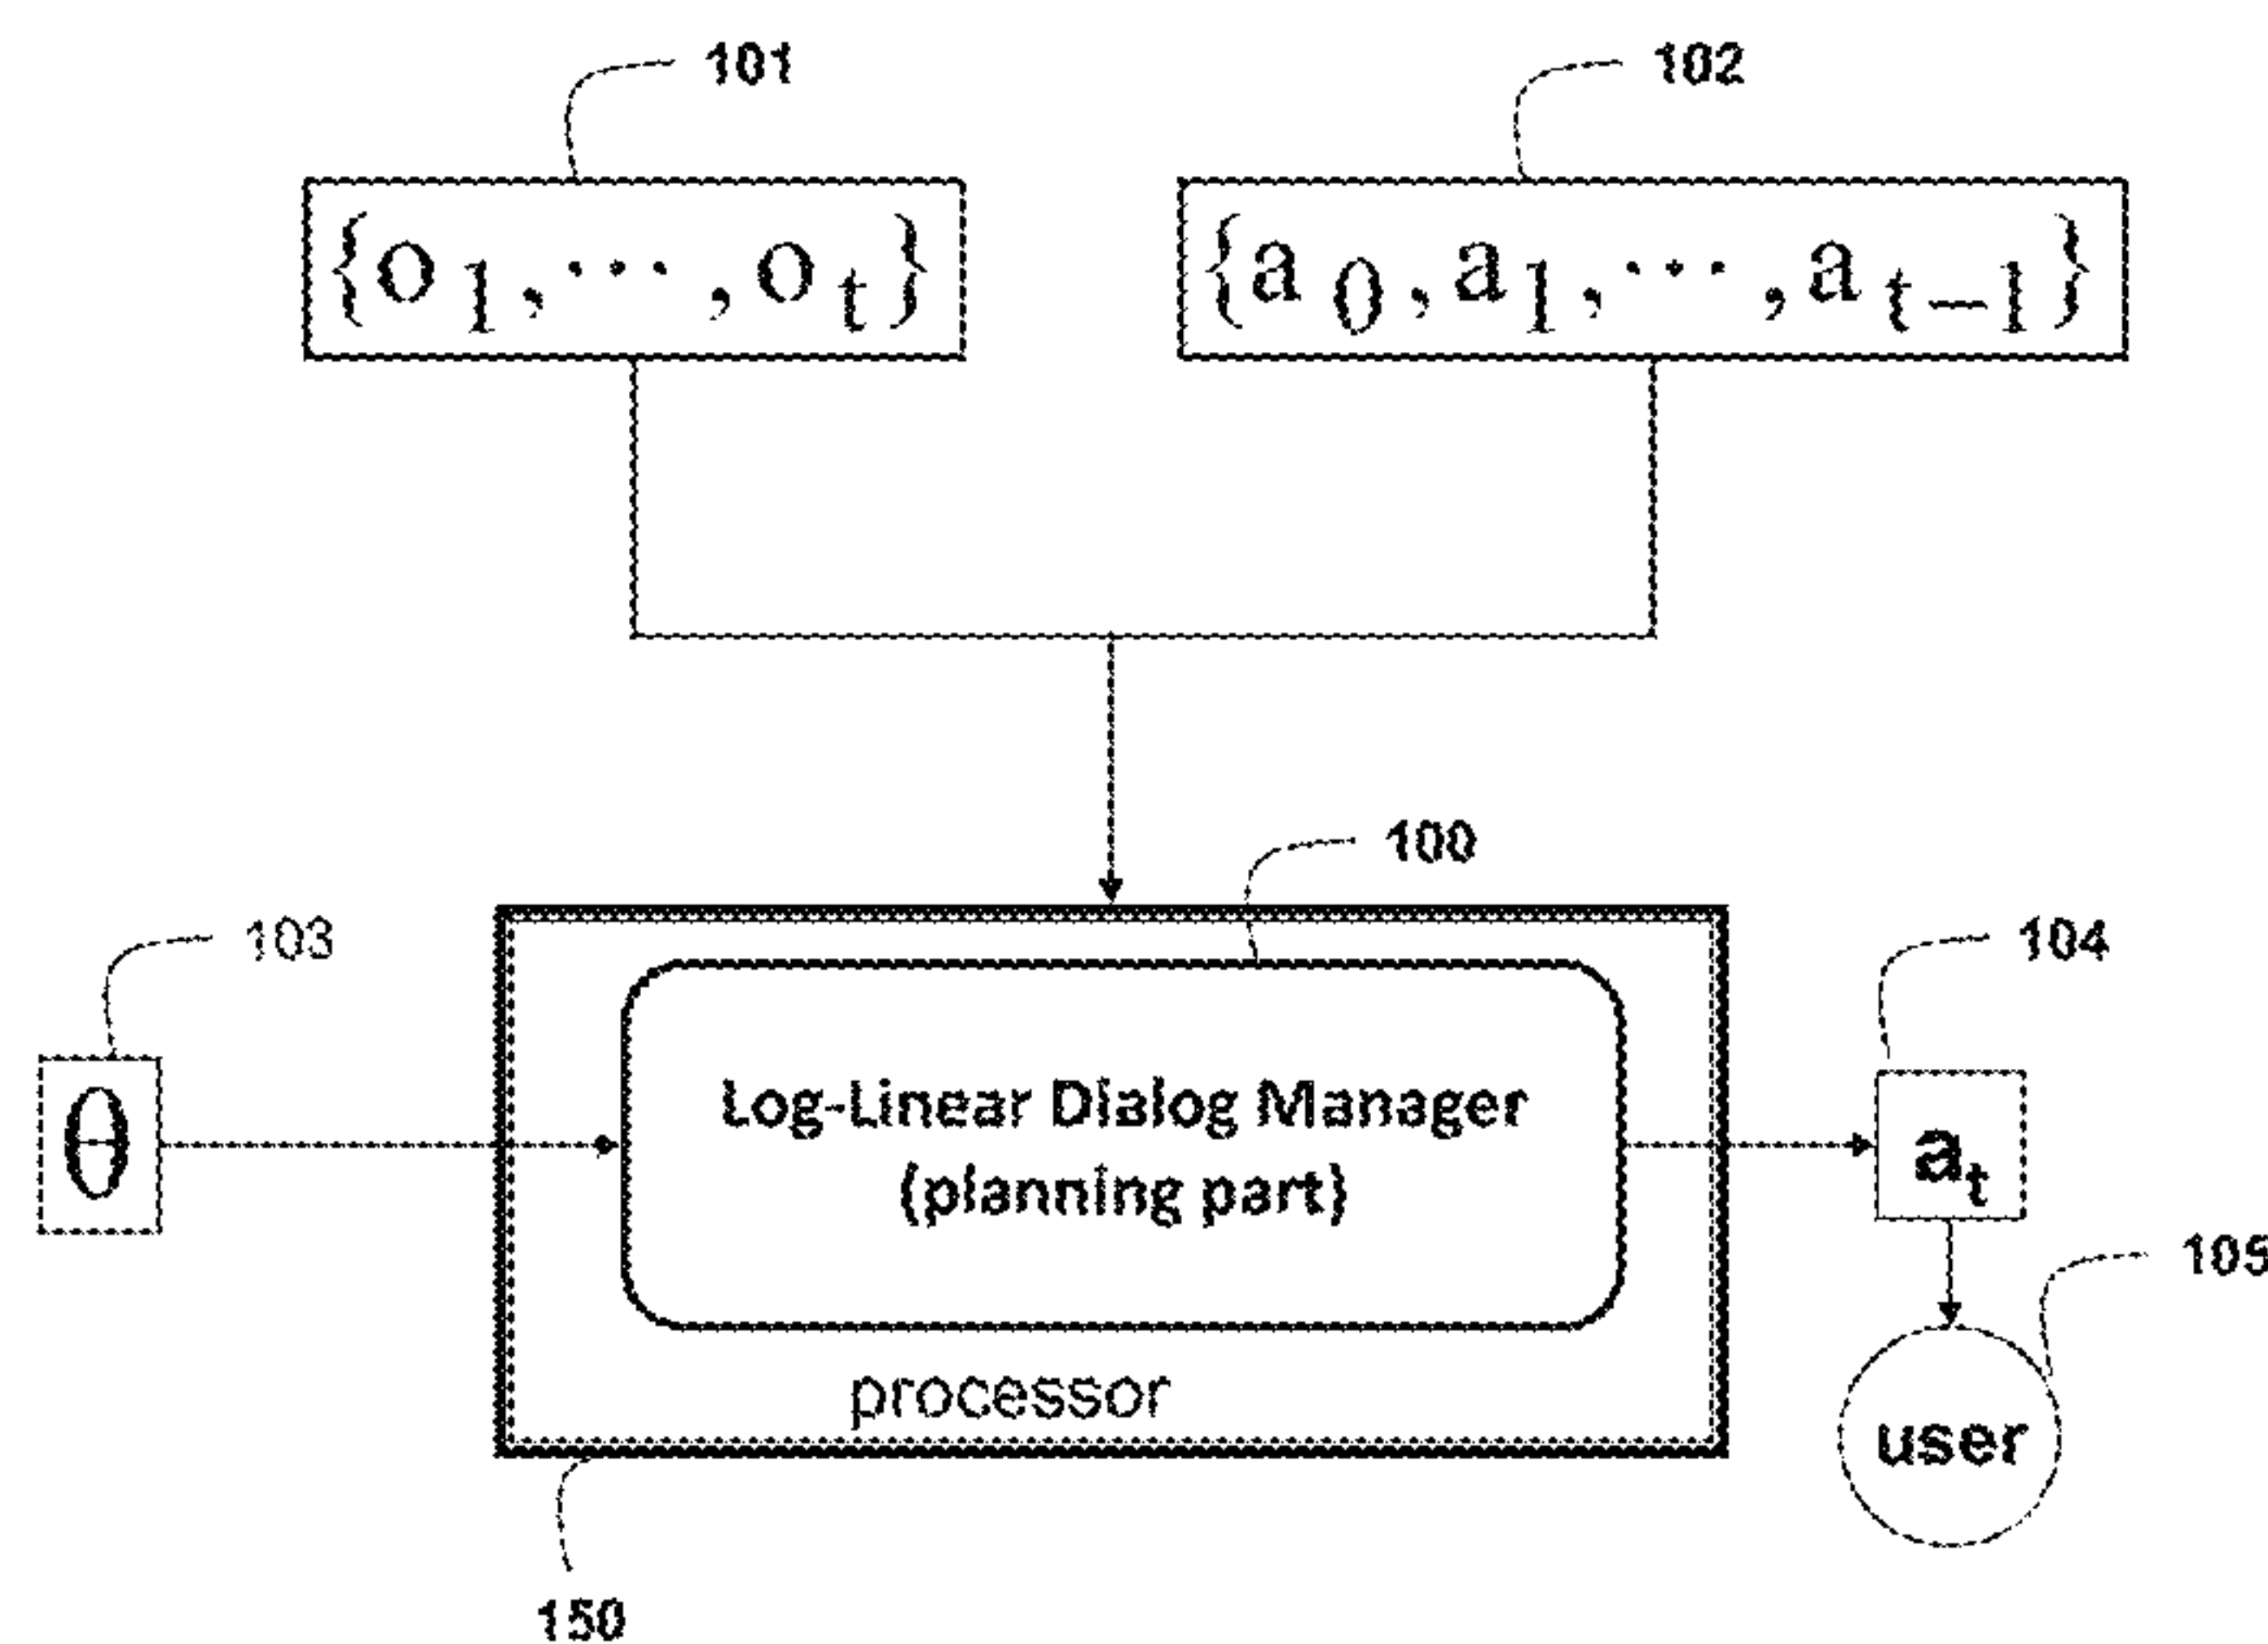 101
102
{o1,⋯,ot}
{a0,a1,⋯,at−1}
100
103
104
Log-Linear Dialog Manager
(planning part)
θ
at
105
processor
user
150